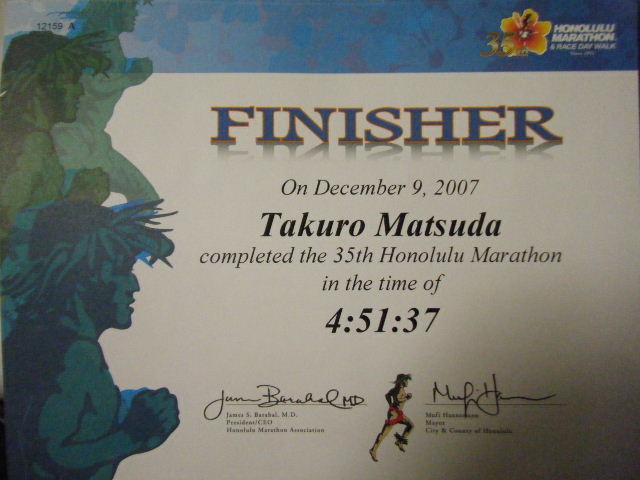 12159 A
35th
HONOLULU
MARATHON
& RACE DAY WALK
FINISHER
On December 9, 2007
Takuro Matsuda
completed the 35th Honolulu Marathon
in the time of
4:51:37
James S. Barahal, M.D.
President/CEO
Honolulu Marathon Association
Mufi Hannemann
Mayor
City & County of Honolulu